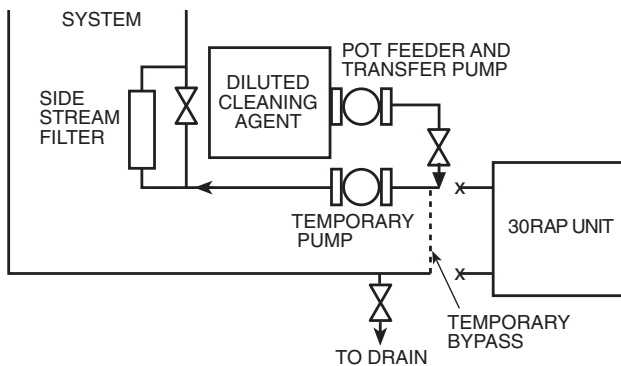 SYSTEM
POT FEEDER AND
TRANSFER PUMP
DILUTED
CLEANING
AGENT
SIDE
STREAM
FILTER
TEMPORARY
PUMP
x
x
30RAP UNIT
TEMPORARY
BYPASS
TO DRAIN